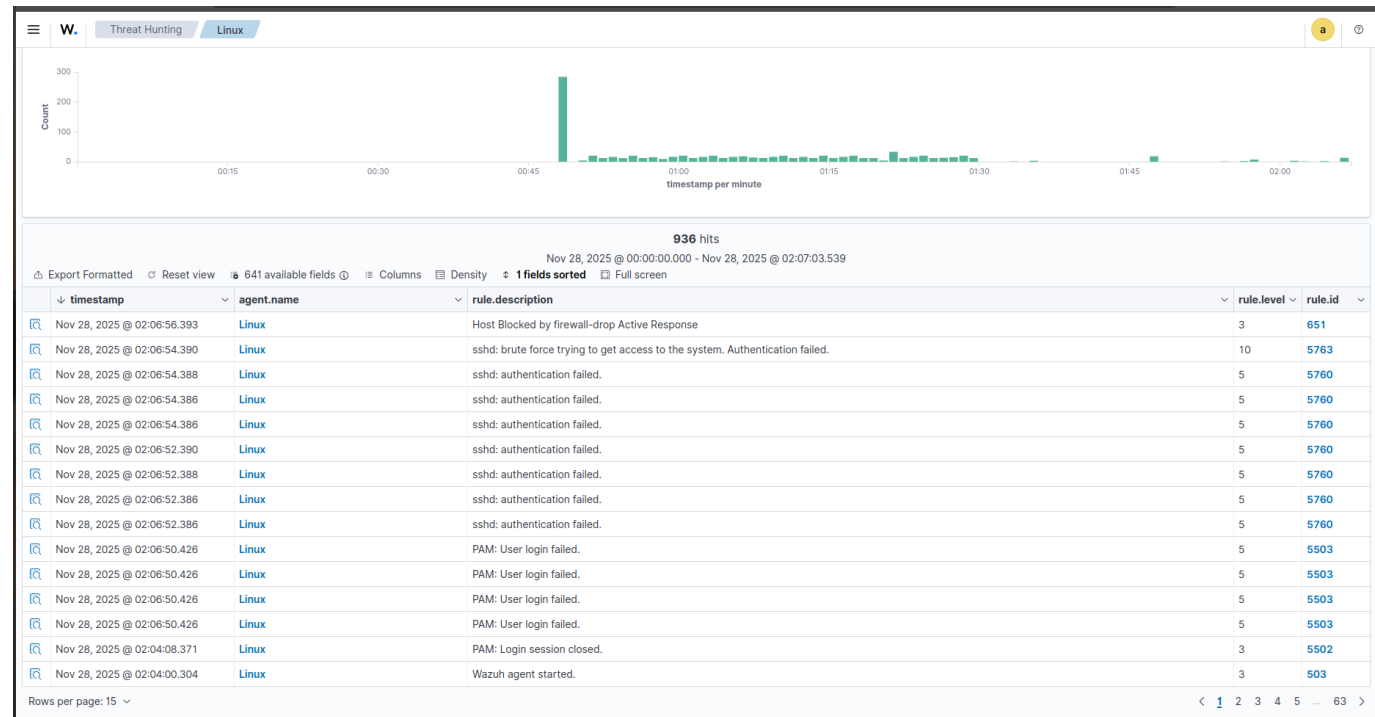 W. Threat Hunting Linux a
300
200
100
0
Count
00:15 00:30 00:45 01:00 01:15 01:30 01:45 02:00
timestamp per minute
936 hits
Nov 28, 2025 @ 00:00:00.000 - Nov 28, 2025 @ 02:07:03.539
Export Formatted Reset view 641 available fields Columns Density 1 fields sorted Full screen
timestamp agent.name rule.description rule.level rule.id
Nov 28, 2025 @ 02:06:56.393 Linux Host Blocked by firewall-drop Active Response 3 651
Nov 28, 2025 @ 02:06:54.390 Linux sshd: brute force trying to get access to the system. Authentication failed. 10 5763
Nov 28, 2025 @ 02:06:54.388 Linux sshd: authentication failed. 5 5760
Nov 28, 2025 @ 02:06:54.386 Linux sshd: authentication failed. 5 5760
Nov 28, 2025 @ 02:06:54.386 Linux sshd: authentication failed. 5 5760
Nov 28, 2025 @ 02:06:52.390 Linux sshd: authentication failed. 5 5760
Nov 28, 2025 @ 02:06:52.388 Linux sshd: authentication failed. 5 5760
Nov 28, 2025 @ 02:06:52.386 Linux sshd: authentication failed. 5 5760
Nov 28, 2025 @ 02:06:52.386 Linux sshd: authentication failed. 5 5760
Nov 28, 2025 @ 02:06:50.426 Linux PAM: User login failed. 5 5503
Nov 28, 2025 @ 02:06:50.426 Linux PAM: User login failed. 5 5503
Nov 28, 2025 @ 02:06:50.426 Linux PAM: User login failed. 5 5503
Nov 28, 2025 @ 02:06:50.426 Linux PAM: User login failed. 5 5503
Nov 28, 2025 @ 02:04:08.371 Linux PAM: Login session closed. 3 5502
Nov 28, 2025 @ 02:04:00.304 Linux Wazuh agent started. 3 503
Rows per page: 15 < 1 2 3 4 5 ... 63 >